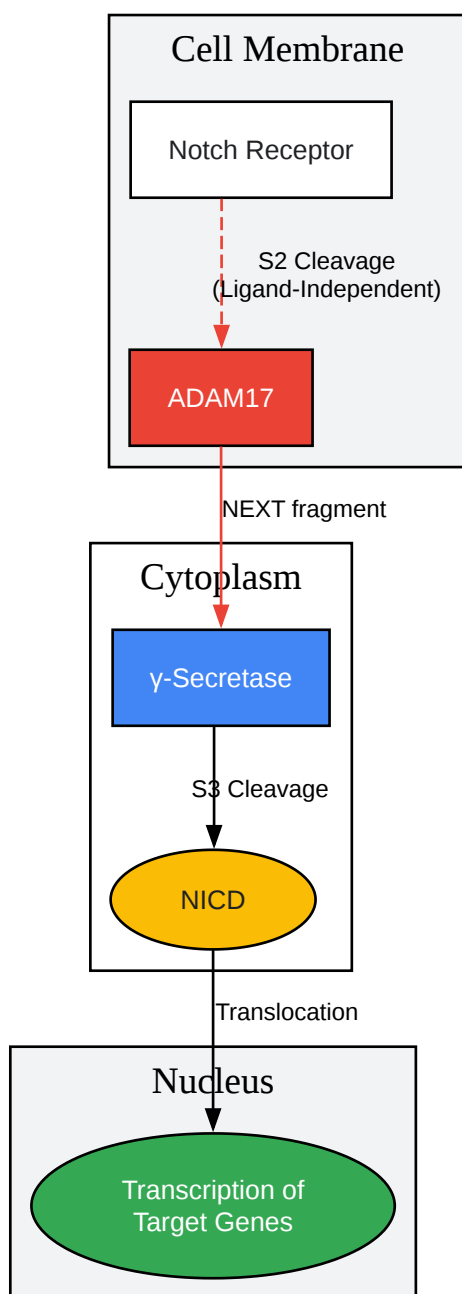 Cell Membrane
Notch Receptor
S2 Cleavage
(Ligand-Independent)
ADAM17
NEXT fragment
Cytoplasm
γ-Secretase
S3 Cleavage
NICD
Translocation
Nucleus
Transcription of
Target Genes